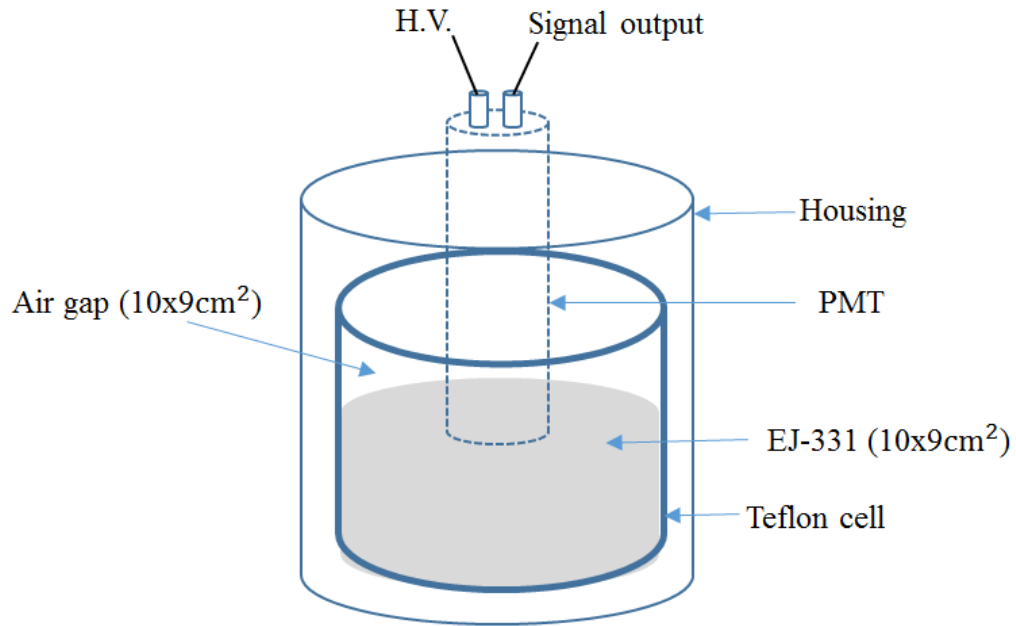 H.V.
Signal output
Housing
Air gap (10x9cm²)
PMT
EJ-331 (10x9cm²)
Teflon cell